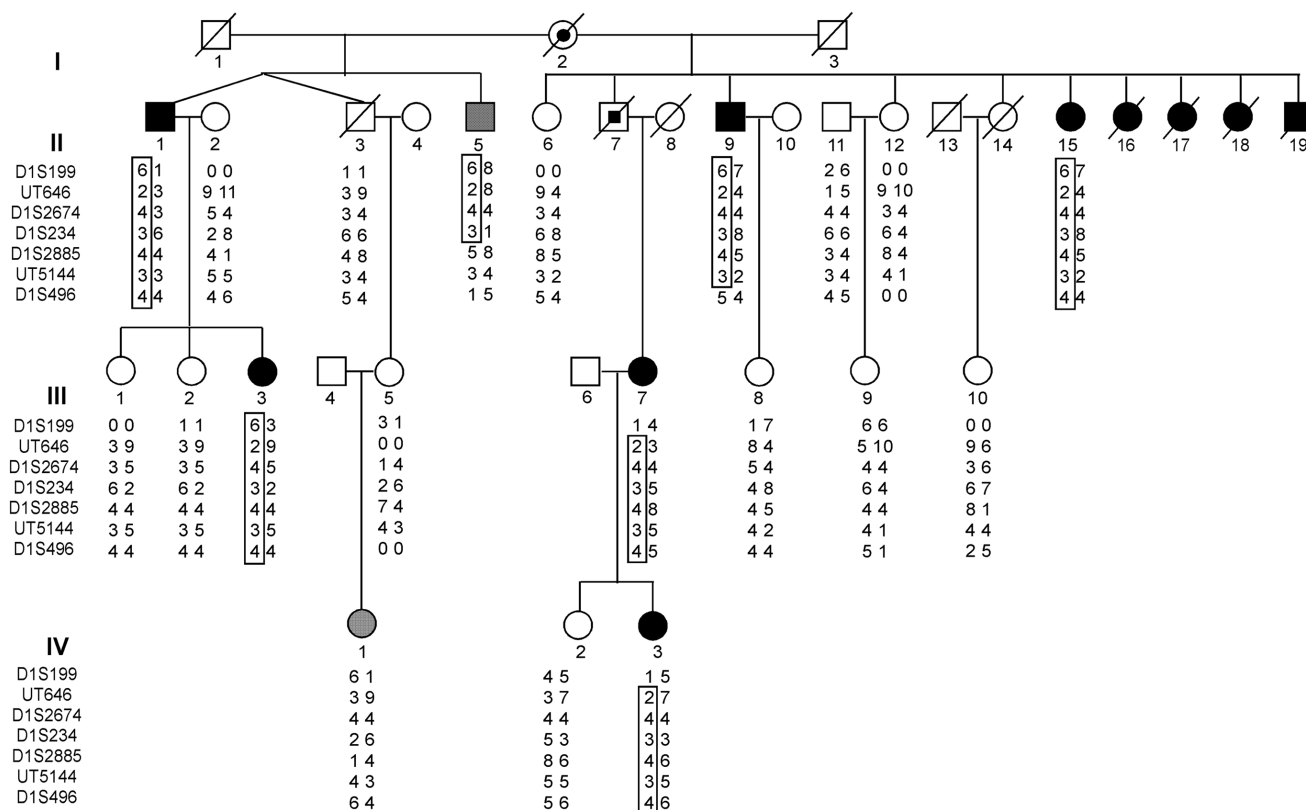 I
1 2 3
II
1 2 3 4 5 6 7 8 9 10 11 12 13 14 15 16 17 18 19
D1S199 6 1 0 0 1 1 6 8 0 0 6 7 2 6 0 0 6 7
UT646 2 3 9 11 3 9 2 8 9 4 2 4 1 5 9 10 2 4
D1S2674 4 3 5 4 3 4 4 4 3 4 4 4 4 4 3 4 4 4
D1S234 3 6 2 8 6 6 3 1 6 8 3 8 6 6 6 4 3 8
D1S2885 4 4 4 1 4 8 5 8 8 5 4 5 3 4 8 4 4 5
UT5144 3 3 5 5 3 4 3 4 3 2 3 2 3 4 4 1 3 2
D1S496 4 4 4 6 5 4 1 5 5 4 5 4 4 5 0 0 4 4
III
1 2 3 4 5 6 7 8 9 10
D1S199 0 0 1 1 6 3 3 1 1 4 1 7 6 6 0 0
UT646 3 9 3 9 2 9 0 0 2 3 8 4 5 10 9 6
D1S2674 3 5 3 5 4 5 1 4 4 4 5 4 4 4 3 6
D1S234 6 2 6 2 3 2 2 6 3 5 4 8 6 4 6 7
D1S2885 4 4 4 4 4 4 7 4 4 8 4 5 4 4 8 1
UT5144 3 5 3 5 3 5 4 3 3 5 4 2 4 1 4 4
D1S496 4 4 4 4 4 4 0 0 4 5 4 4 5 1 2 5
IV
1 2 3
D1S199 6 1 4 5 1 5
UT646 3 9 3 7 2 7
D1S2674 4 4 4 4 4 4
D1S234 2 6 5 3 3 3
D1S2885 1 4 8 6 4 6
UT5144 4 3 5 5 3 5
D1S496 6 4 5 6 4 6